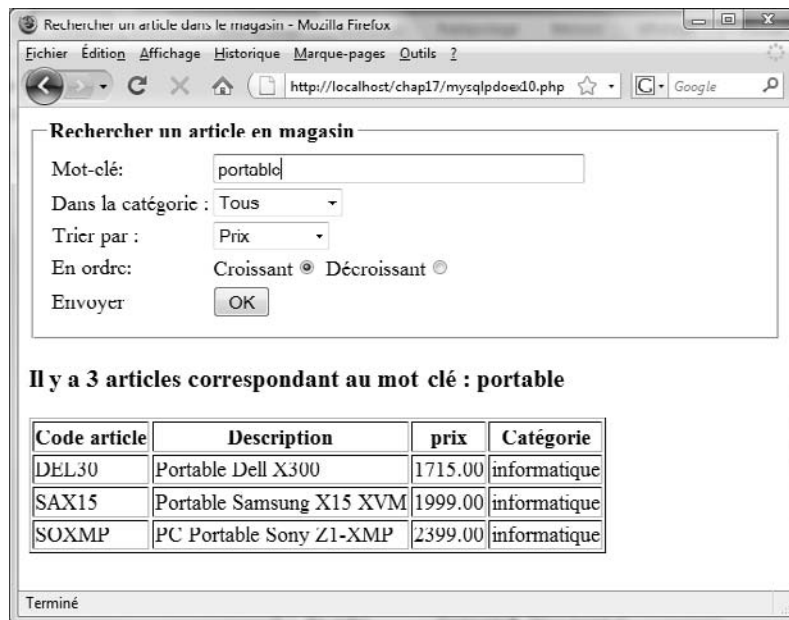 Rechercher un article dans le magasin - Mozilla Firefox
Fichier Édition Affichage Historique Marque-pages Outils ?
http://localhost/chap17/mysqlpdoex10.php G Google
Rechercher un article en magasin
Mot-clé: portable
Dans la catégorie : Tous
Trier par : Prix
En ordre: Croissant Décroissant
Envoyer OK
Il y a 3 articles correspondant au mot clé : portable
Code article Description prix Catégorie
DEL30 Portable Dell X300 1715.00 informatique
SAX15 Portable Samsung X15 XVM 1999.00 informatique
SOXMP PC Portable Sony Z1-XMP 2399.00 informatique
Terminé